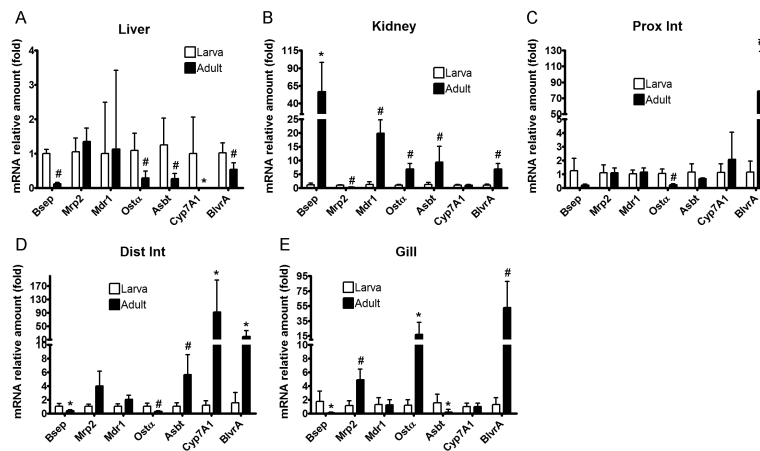 A
Liver
mRNA relative amount (fold)
4
3
2
1
0
Larva
Adult
#
#
#
*
#
Bsep
Mrp2
Mdr1
Ostα
Asbt
Cyp7A1
BlvrA
B
Kidney
mRNA relative amount (fold)
115
90
65
40
25
20
15
10
5
0
Larva
Adult
*
#
#
#
#
#
Bsep
Mrp2
Mdr1
Ostα
Asbt
Cyp7A1
BlvrA
C
Prox Int
mRNA relative amount (fold)
130
110
90
70
50
5
4
3
2
1
0
Larva
Adult
#
Bsep
Mrp2
Mdr1
Ostα
Asbt
Cyp7A1
BlvrA
D
Dist Int
mRNA relative amount (fold)
170
130
90
50
10
10
8
6
4
2
0
Larva
Adult
*
#
#
*
*
Bsep
Mrp2
Mdr1
Ostα
Asbt
Cyp7A1
BlvrA
E
Gill
mRNA relative amount (fold)
95
75
55
35
15
10
8
6
4
2
0
Larva
Adult
*
#
*
*
#
Bsep
Mrp2
Mdr1
Ostα
Asbt
Cyp7A1
BlvrA